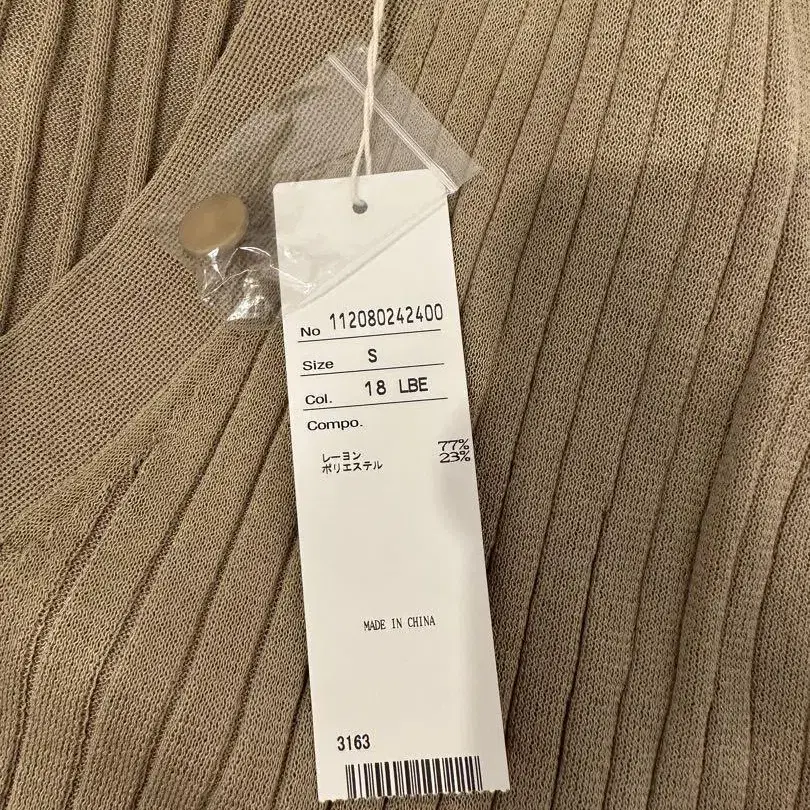 No 112080242400
Size S
Col. 18 LBE
Compo.
レーヨン 77%
ポリエステル 23%
MADE IN CHINA
3163